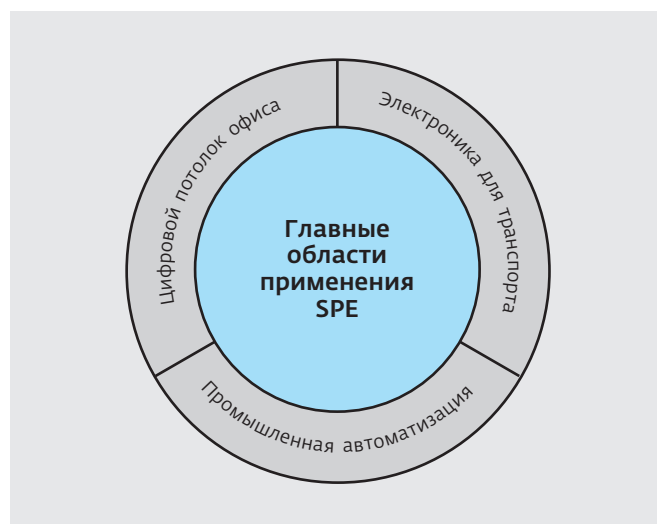 Цифровой потолок офиса
Электроника для транспорта
Главные
области
применения
SPE
Промышленная автоматизация